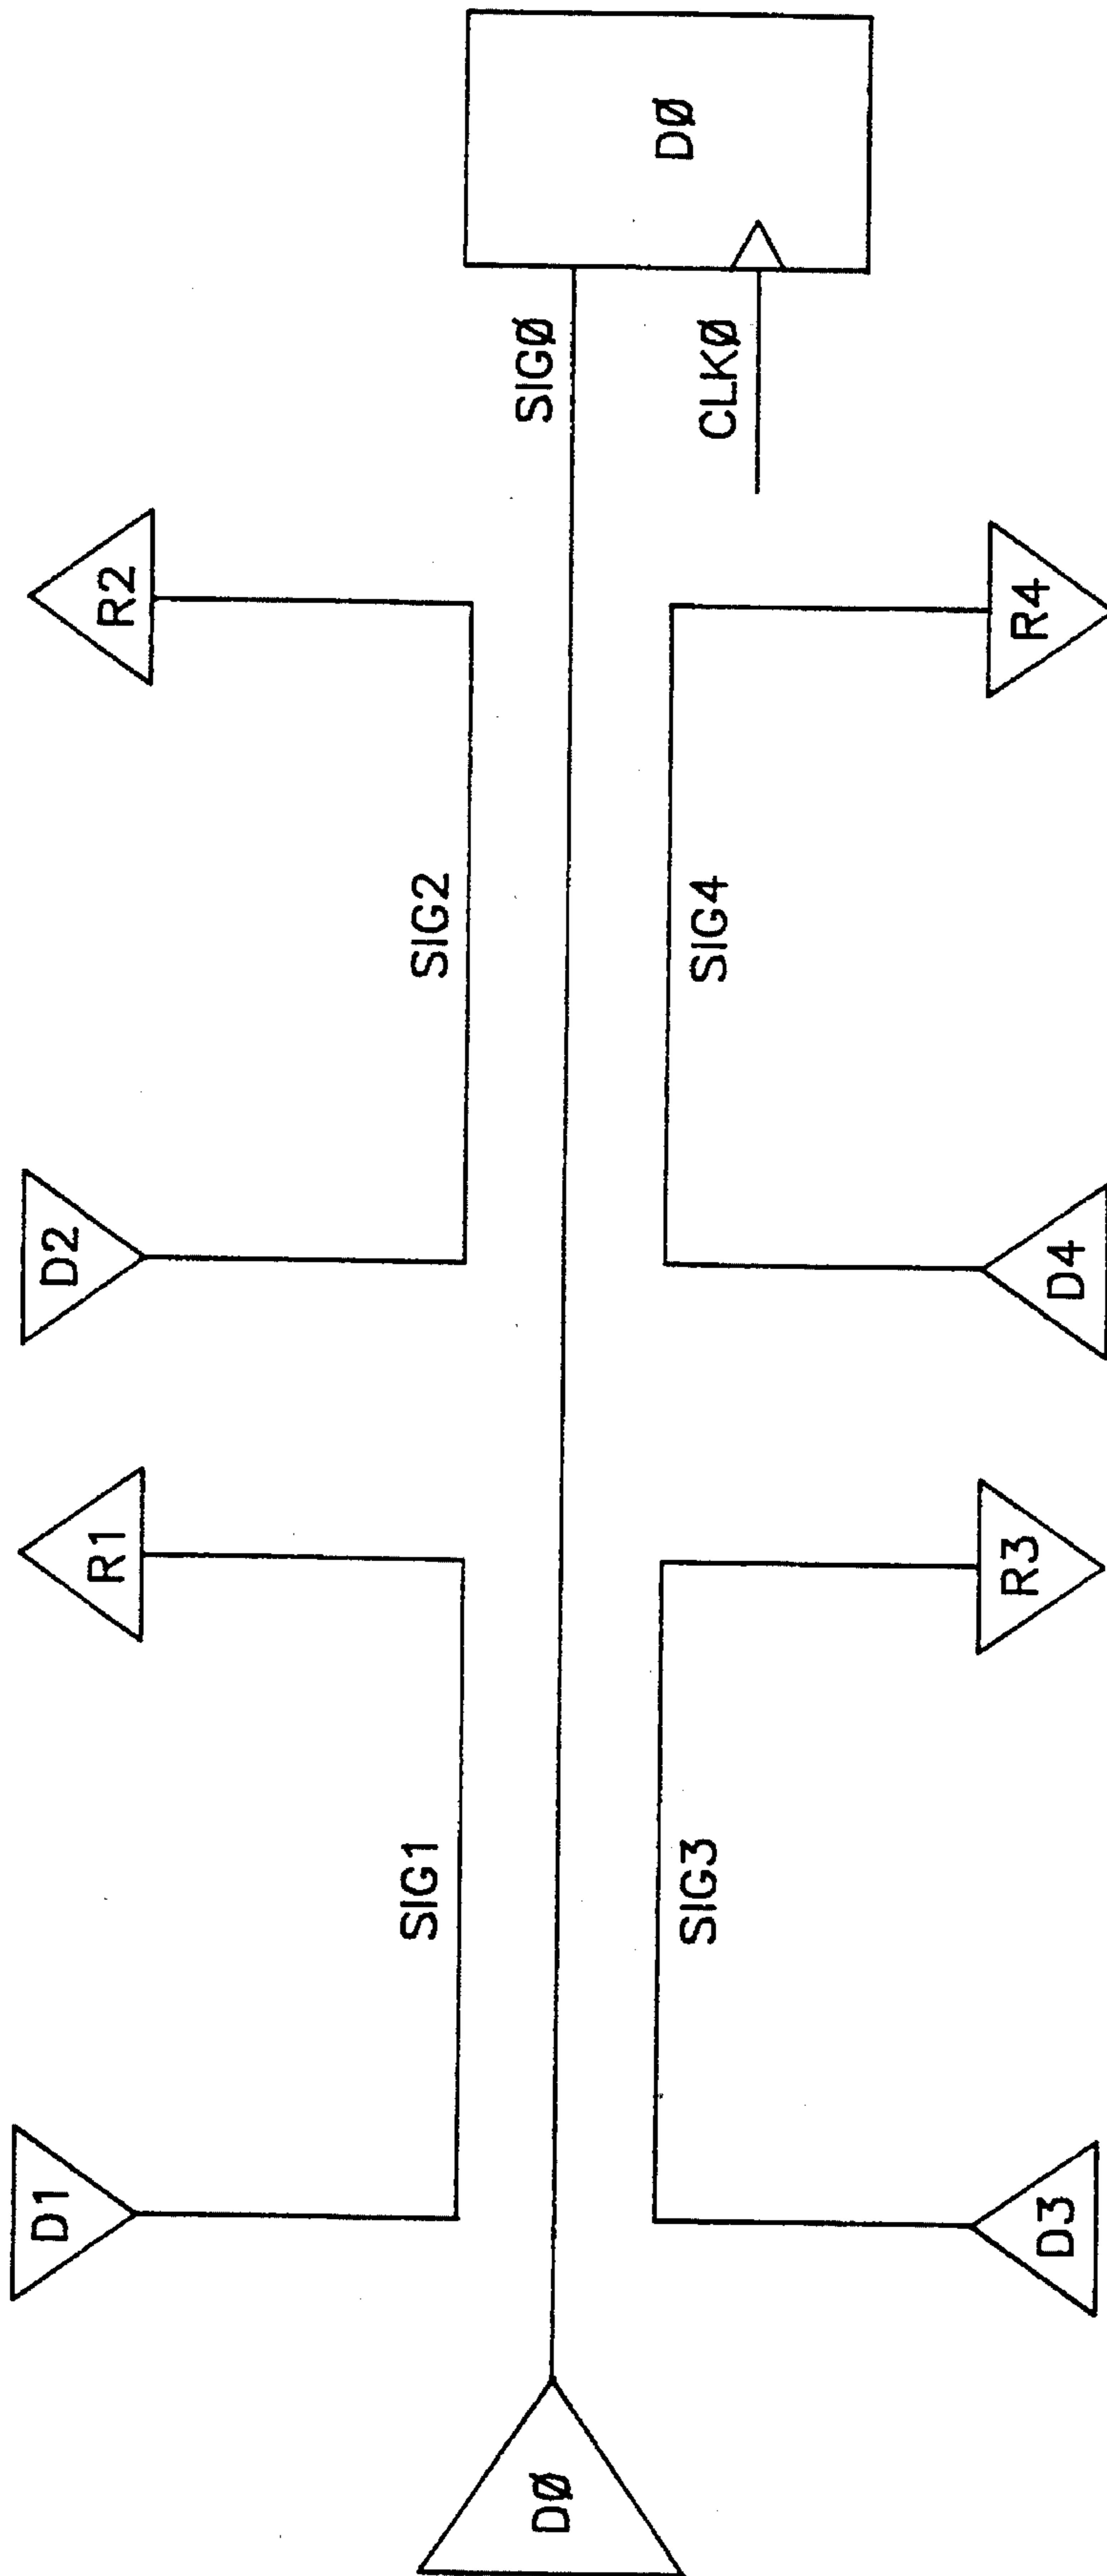 D1
R1
D2
R2
SIG1
SIG2
DØ
SIGØ
DØ
CLKØ
SIG3
SIG4
D3
R3
D4
R4